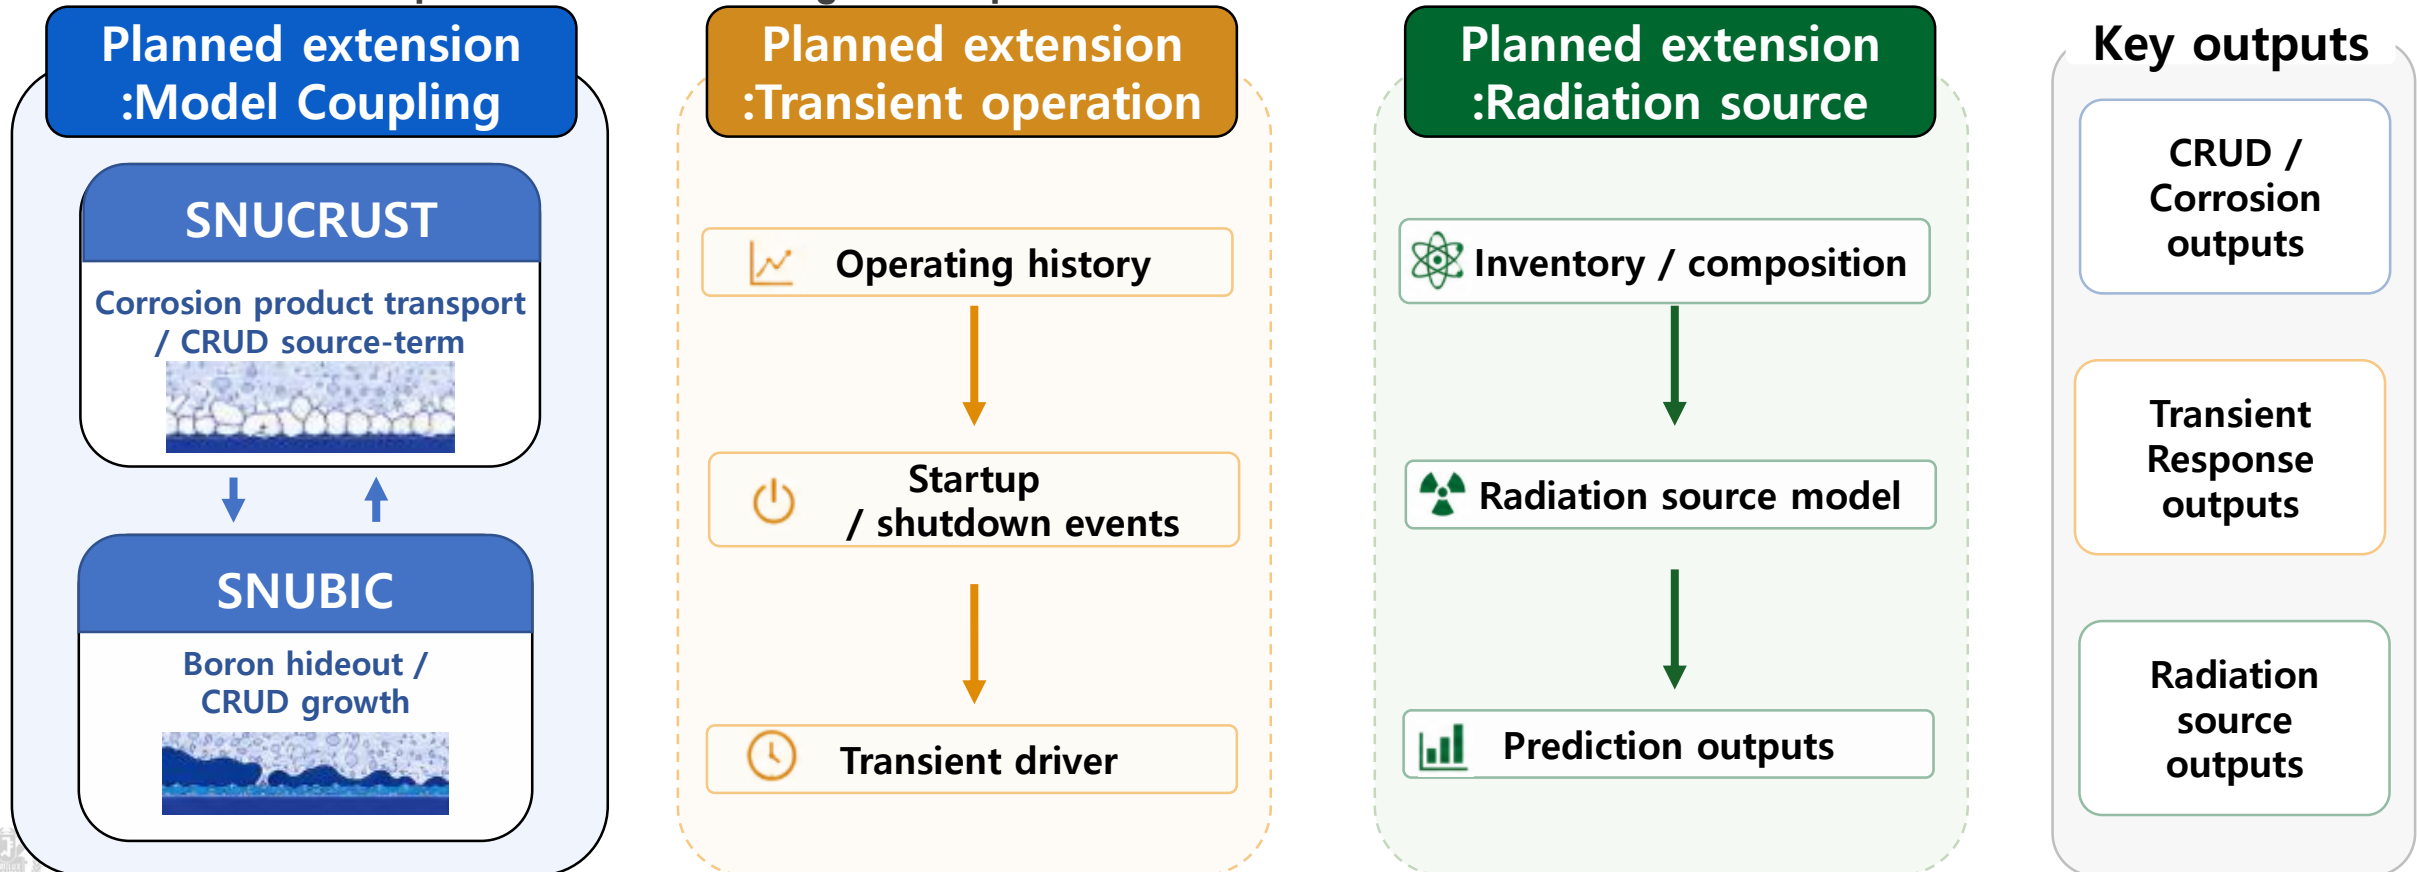 Planned extension
:Model Coupling
SNUCRUST
Corrosion product transport
/ CRUD source-term
SNUBIC
Boron hideout /
CRUD growth
Planned extension
:Transient operation
Operating history
Startup
/ shutdown events
Transient driver
Planned extension
:Radiation source
Inventory / composition
Radiation source model
Prediction outputs
Key outputs
CRUD /
Corrosion
outputs
Transient
Response
outputs
Radiation
source
outputs